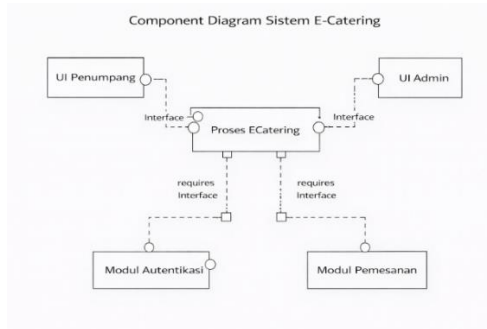 Component Diagram Sistem E-Catering
UI Penumpang
UI Admin
Interface
Interface
Proses ECatering
requires
Interface
requires
Interface
Modul Autentikasi
Modul Pemesanan